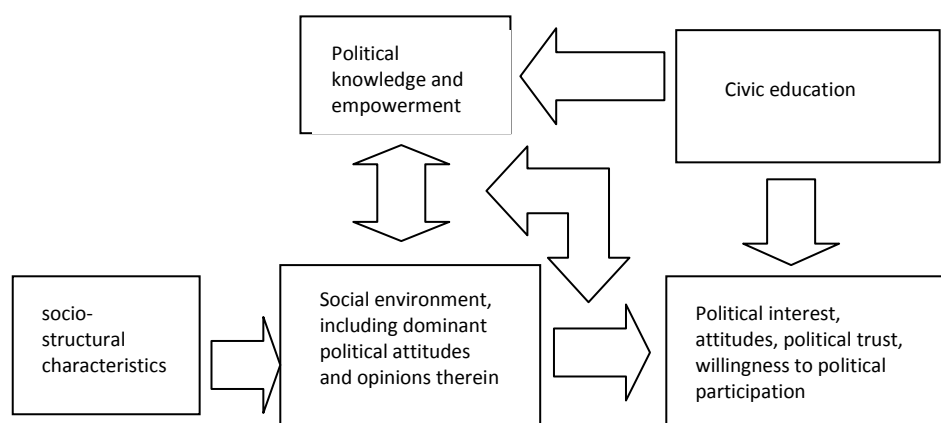 Political
knowledge and
empowerment
Civic education
socio-
structural
characteristics
Social environment,
including dominant
political attitudes
and opinions therein
Political interest,
attitudes, political trust,
willingness to political
participation